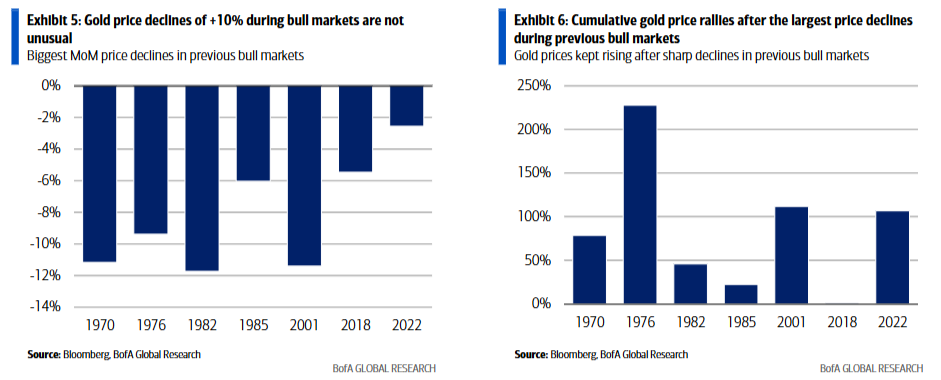 Exhibit 5: Gold price declines of +10% during bull markets are not
unusual
Biggest MoM price declines in previous bull markets
0%
-2%
-4%
-6%
-8%
-10%
-12%
-14%
1970 1976 1982 1985 2001 2018 2022
Source: Bloomberg, BofA Global Research
BofA GLOBAL RESEARCH
Exhibit 6: Cumulative gold price rallies after the largest price declines
during previous bull markets
Gold prices kept rising after sharp declines in previous bull markets
250%
200%
150%
100%
50%
0%
1970 1976 1982 1985 2001 2018 2022
Source: Bloomberg, BofA Global Research
BofA GLOBAL RESEARCH